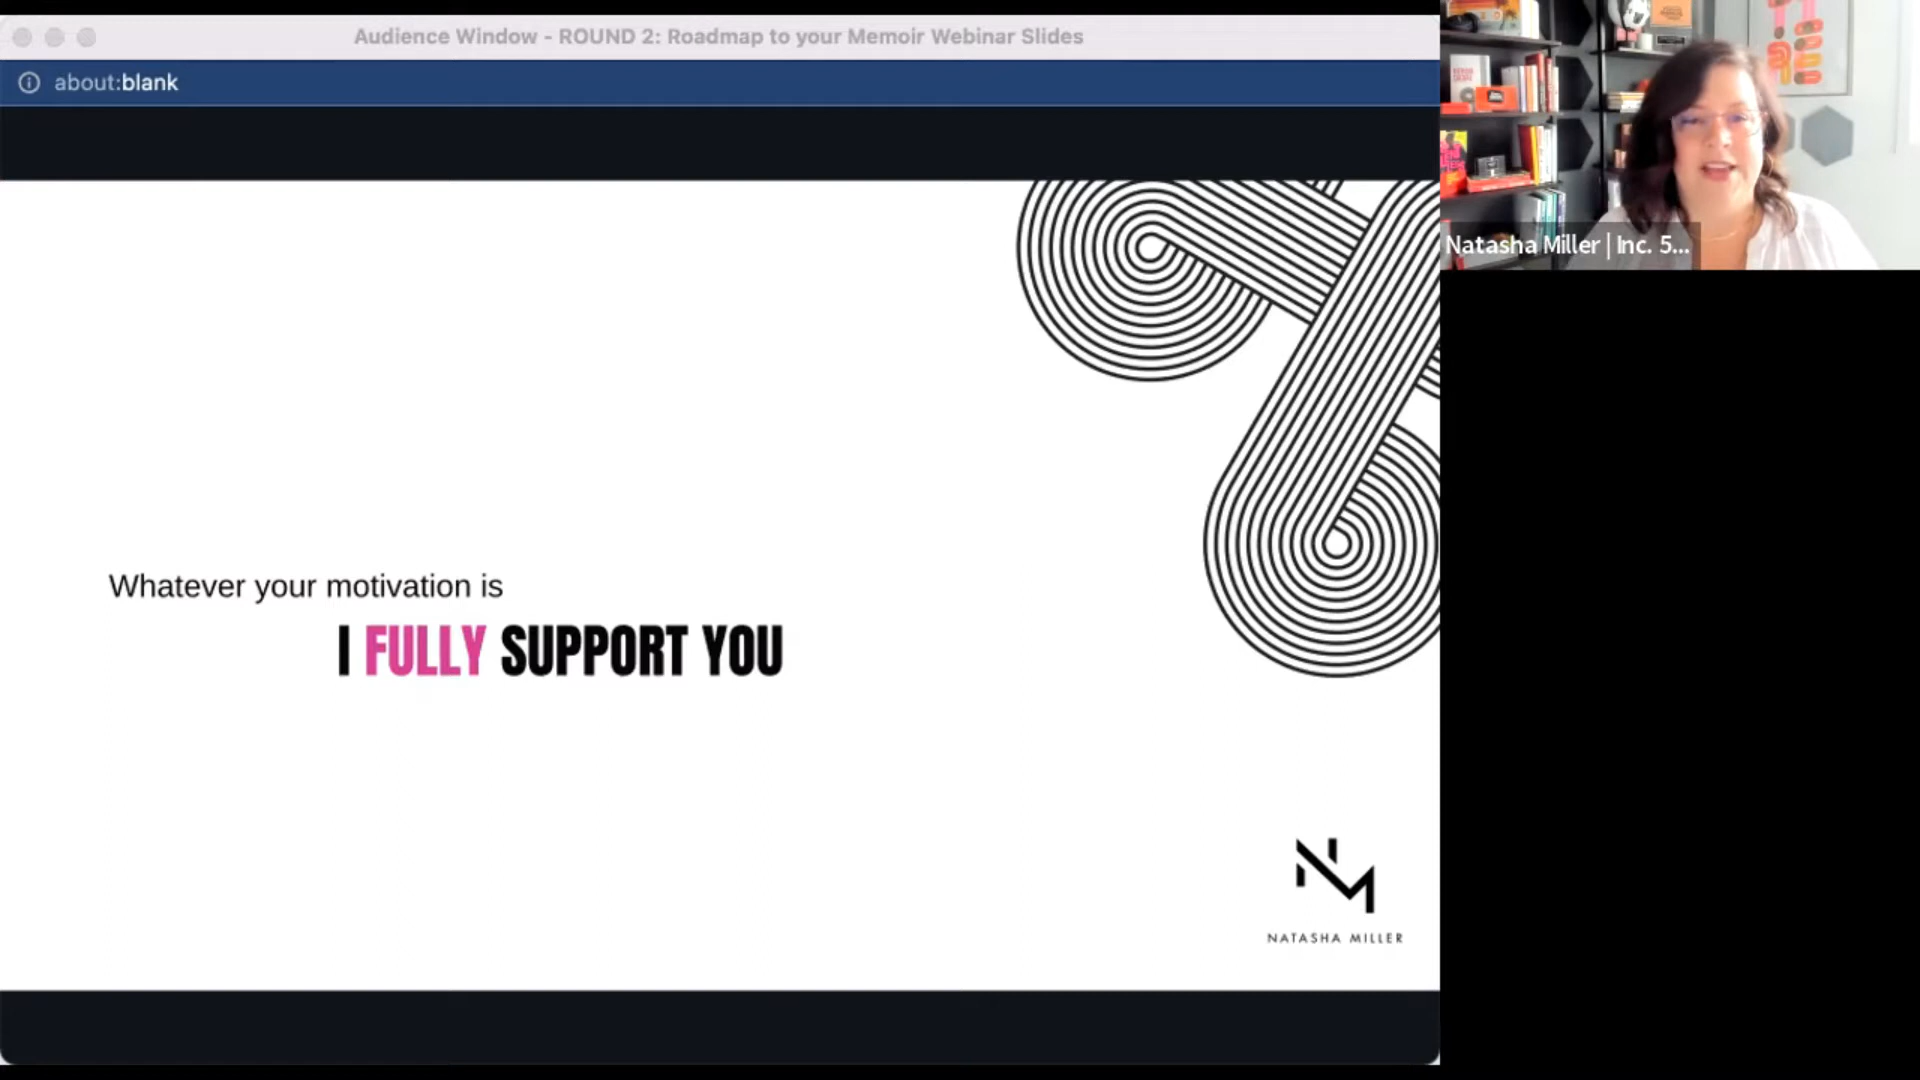 Audience Window - ROUND 2: Roadmap to your Memoir Webinar Slides
about:blank
Natasha Miller | Inc. 5...
Whatever your motivation is
I FULLY SUPPORT YOU
NM
NATASHA MILLER